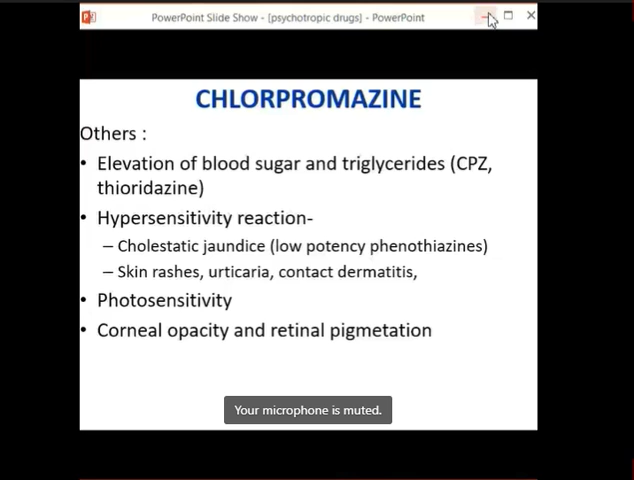 PowerPoint Slide Show - [psychotropic drugs] - PowerPoint
CHLORPROMAZINE
Others :
• Elevation of blood sugar and triglycerides (CPZ,
thioridazine)
• Hypersensitivity reaction-
– Cholestatic jaundice (low potency phenothiazines)
– Skin rashes, urticaria, contact dermatitis,
• Photosensitivity
• Corneal opacity and retinal pigmetation
Your microphone is muted.